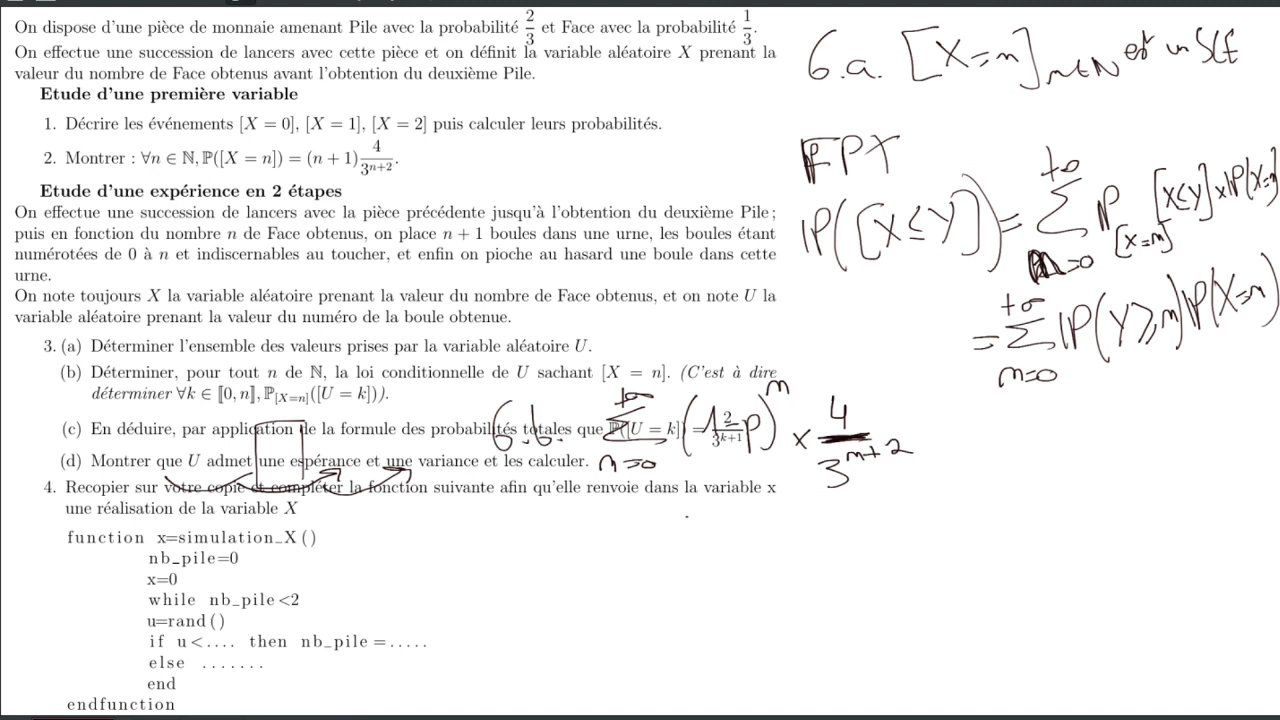 On dispose d'une pièce de monnaie amenant Pile avec la probabilité 2/3 et Face avec la probabilité 1/3.
On effectue une succession de lancers avec cette pièce et on définit la variable aléatoire X prenant la
valeur du nombre de Face obtenus avant l'obtention du deuxième Pile.
Etude d'une première variable
1. Décrire les événements [X = 0], [X = 1], [X = 2] puis calculer leurs probabilités.
2. Montrer : ∀n ∈ ℕ, ℙ([X = n]) = (n + 1) 4/3^{n+2}.
Etude d'une expérience en 2 étapes
On effectue une succession de lancers avec la pièce précédente jusqu'à l'obtention du deuxième Pile ;
puis en fonction du nombre n de Face obtenus, on place n + 1 boules dans une urne, les boules étant
numérotées de 0 à n et indiscernables au toucher, et enfin on pioche au hasard une boule dans cette
urne.
On note toujours X la variable aléatoire prenant la valeur du nombre de Face obtenus, et on note U la
variable aléatoire prenant la valeur du numéro de la boule obtenue.
3. (a) Déterminer l'ensemble des valeurs prises par la variable aléatoire U.
(b) Déterminer, pour tout n de ℕ, la loi conditionnelle de U sachant [X = n]. (C'est à dire
déterminer ∀k ∈ ⟦0, n⟧, ℙ_{[X=n]}([U = k])).
(c) En déduire, par application de la formule des probabilités totales que ℙ([U = k]) = 2/3^{k+1}
(d) Montrer que U admet une espérance et une variance et les calculer.
4. Recopier sur votre copie et compléter la fonction suivante afin qu'elle renvoie dans la variable x
une réalisation de la variable X
function x=simulation_X()
nb_pile=0
x=0
while nb_pile<2
u=rand()
if u<.... then nb_pile=.....
else .......
end
endfunction
6.a. [X=n]_{n∈N} est un SCE
FPT
IP([X≤Y]) = Σ_{n=0}^{+∞} P_{[X=n]}[X≤Y] × IP(X=n)
= Σ_{n=0}^{+∞} IP(Y≥n) IP(X=n)
6.b. Σ_{n=0}^{+∞} (1-p)^n × 4/3^{n+2}